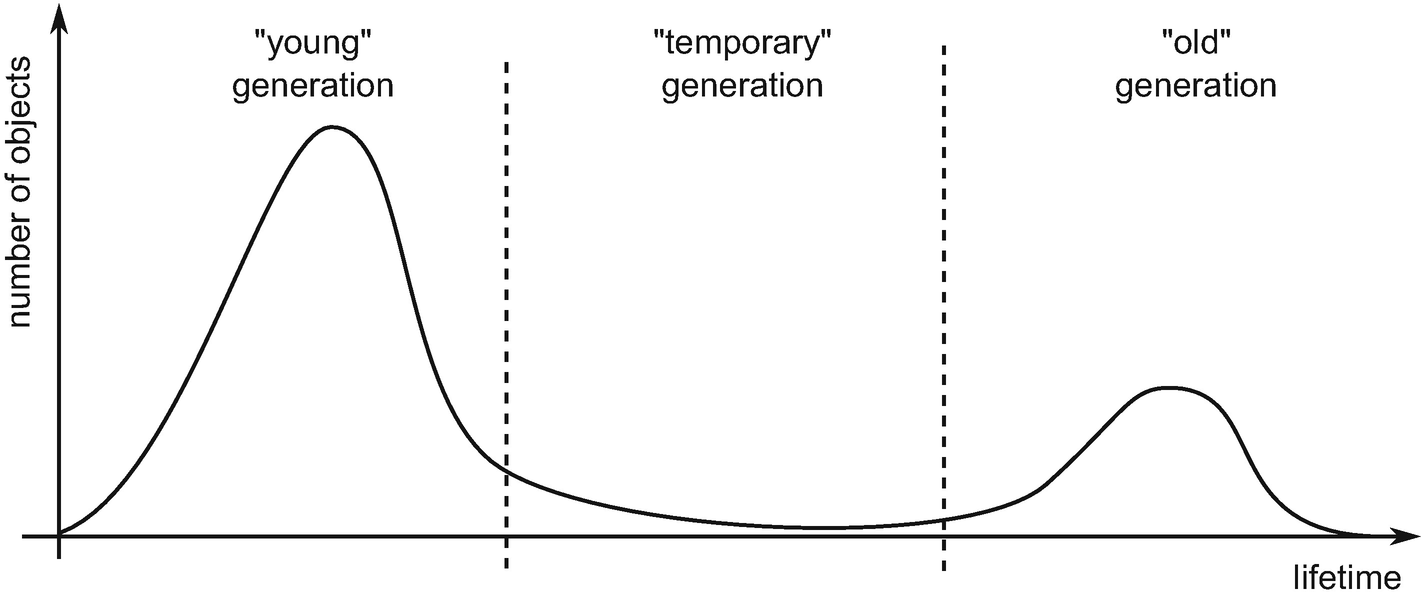 "young"
generation
"temporary"
generation
"old"
generation
number of objects
lifetime